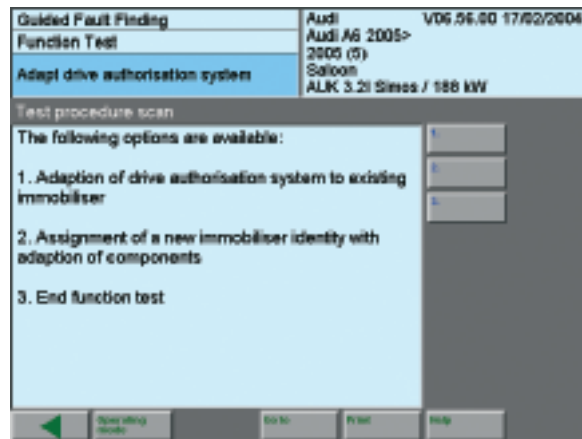 Guided Fault Finding
Function Test
Adapt drive authorisation system
Audi V06.56.00 17/02/2004
Audi A6 2005>
2005 (5)
Saloon
AUK 3.2l Simos / 188 kW
Test procedure scan
The following options are available:
1. Adaption of drive authorisation system to existing
immobiliser
2. Assignment of a new immobiliser identity with
adaption of components
3. End function test
1.
2.
3.
Operating
mode
Go to
Print
Help